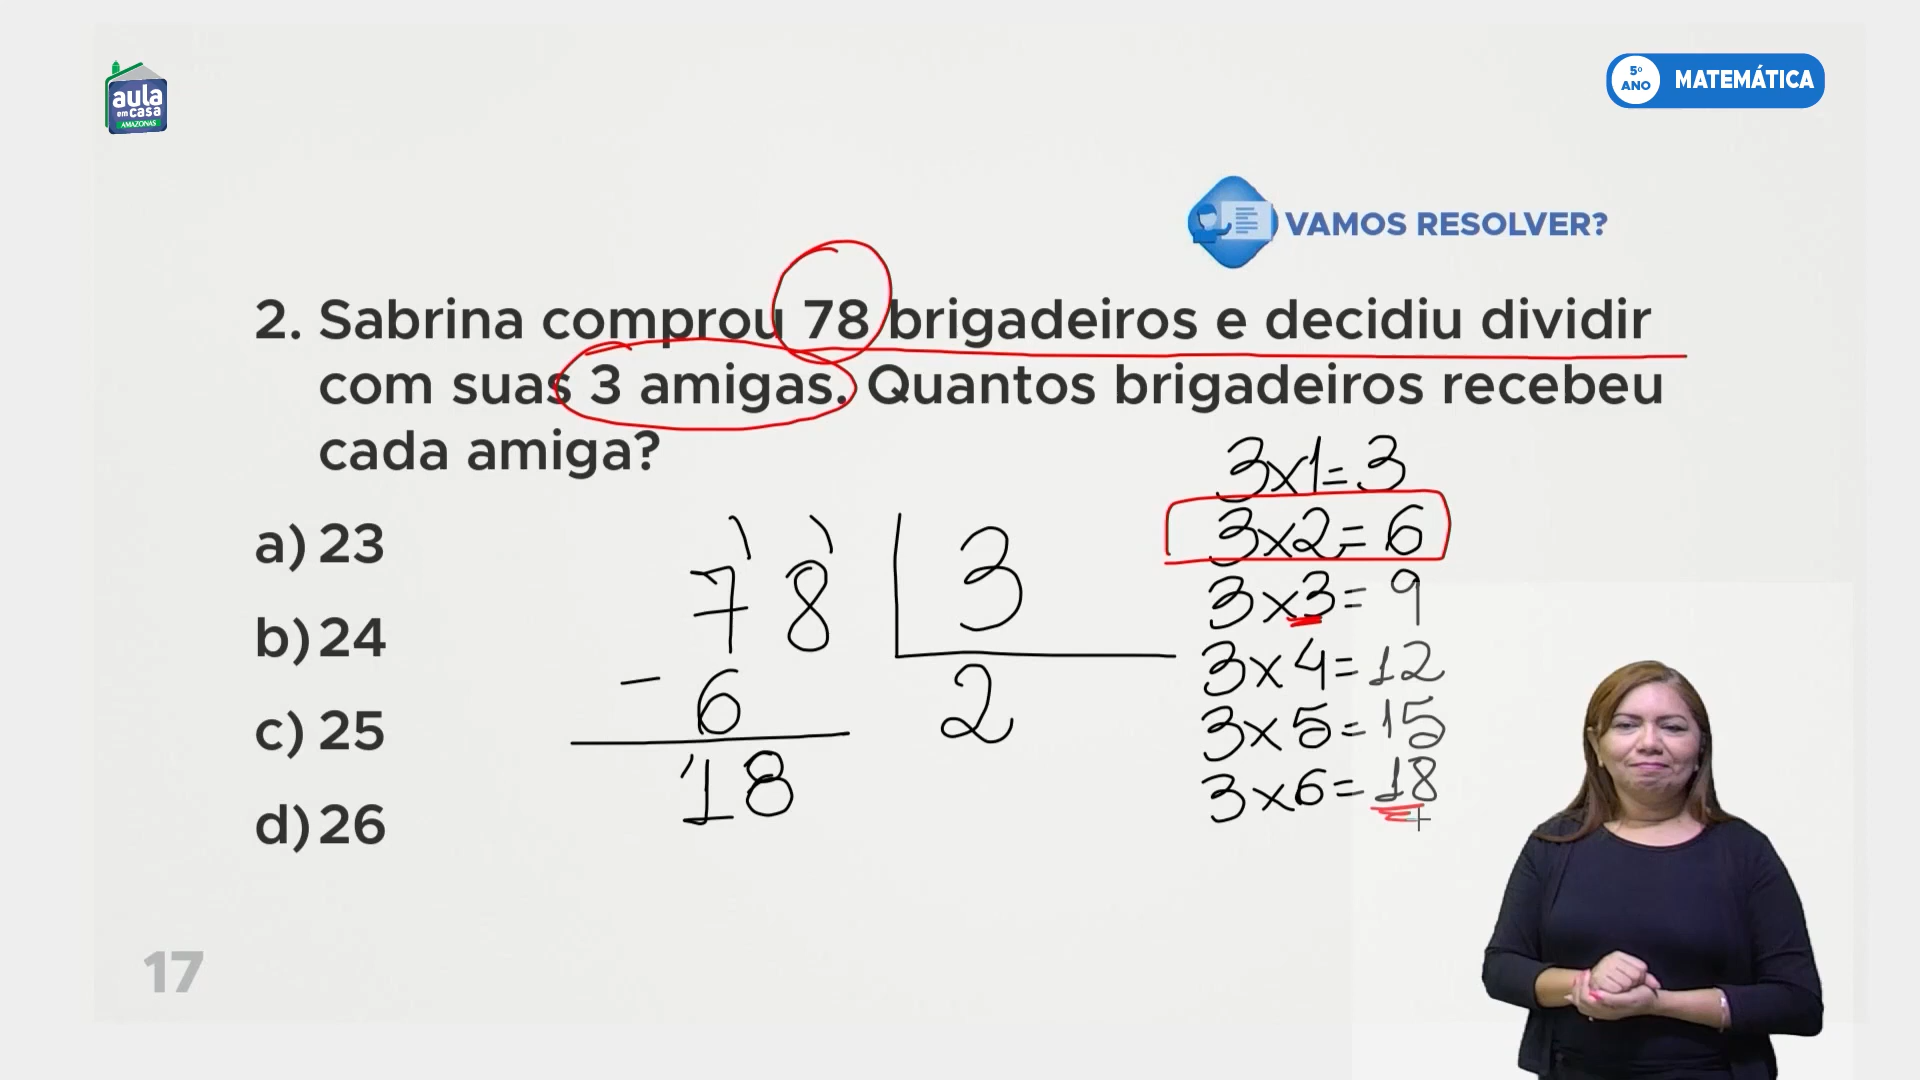 aula
em casa
AMAZONAS
5º
ANO
MATEMÁTICA
VAMOS RESOLVER?
2. Sabrina comprou 78 brigadeiros e decidiu dividir
com suas 3 amigas. Quantos brigadeiros recebeu
cada amiga?
a) 23
b) 24
c) 25
d) 26
78 3
- 6 2
18
3x1=3
3x2=6
3x3=9
3x4=12
3x5=15
3x6=18
17